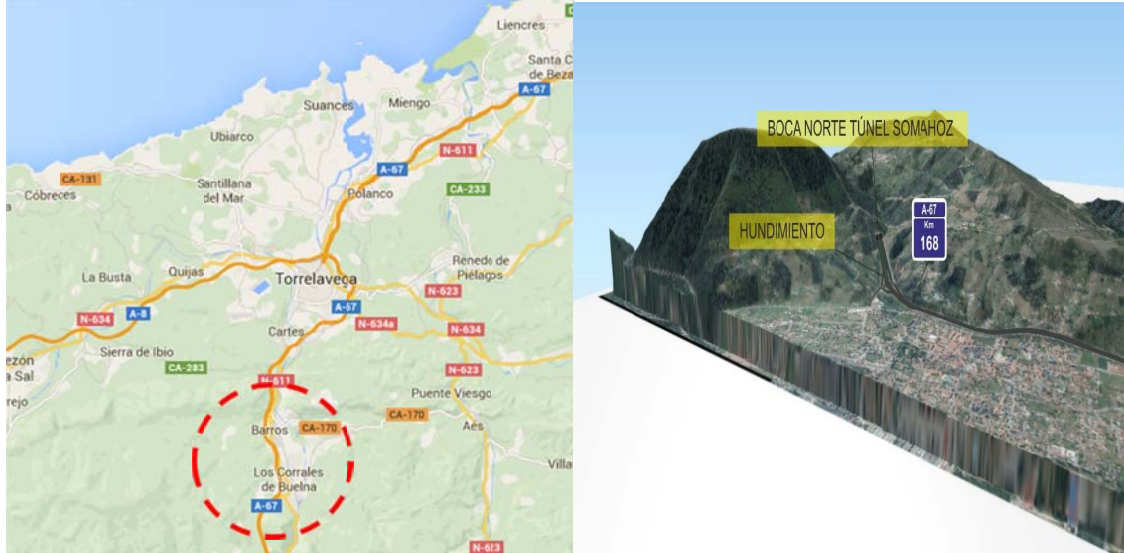 Liencres
Santa C
de Beza
A-67
Suances
Miengo
Ubiarco
N-611
A-67
CA-131
Santillana
del Mar
Polanco
CA-233
Cóbreces
a
Renedo de
Piélagos
La Busta
Quijas
Torrelavega
N-623
A-8
A-67
N-634
N-634a
N-634
Cartes
ezón
a Sal
Sierra de Ibio
CA-283
N-623
rrejo
N-611
Puente Viesgo
CA-170
Barros
CA-170
Aés
Los Corrales
de Buelna
Villa
A-67
N-623
BOCA NORTE TÚNEL SOMAHOZ
HUNDIMIENTO
A-67
Km
168